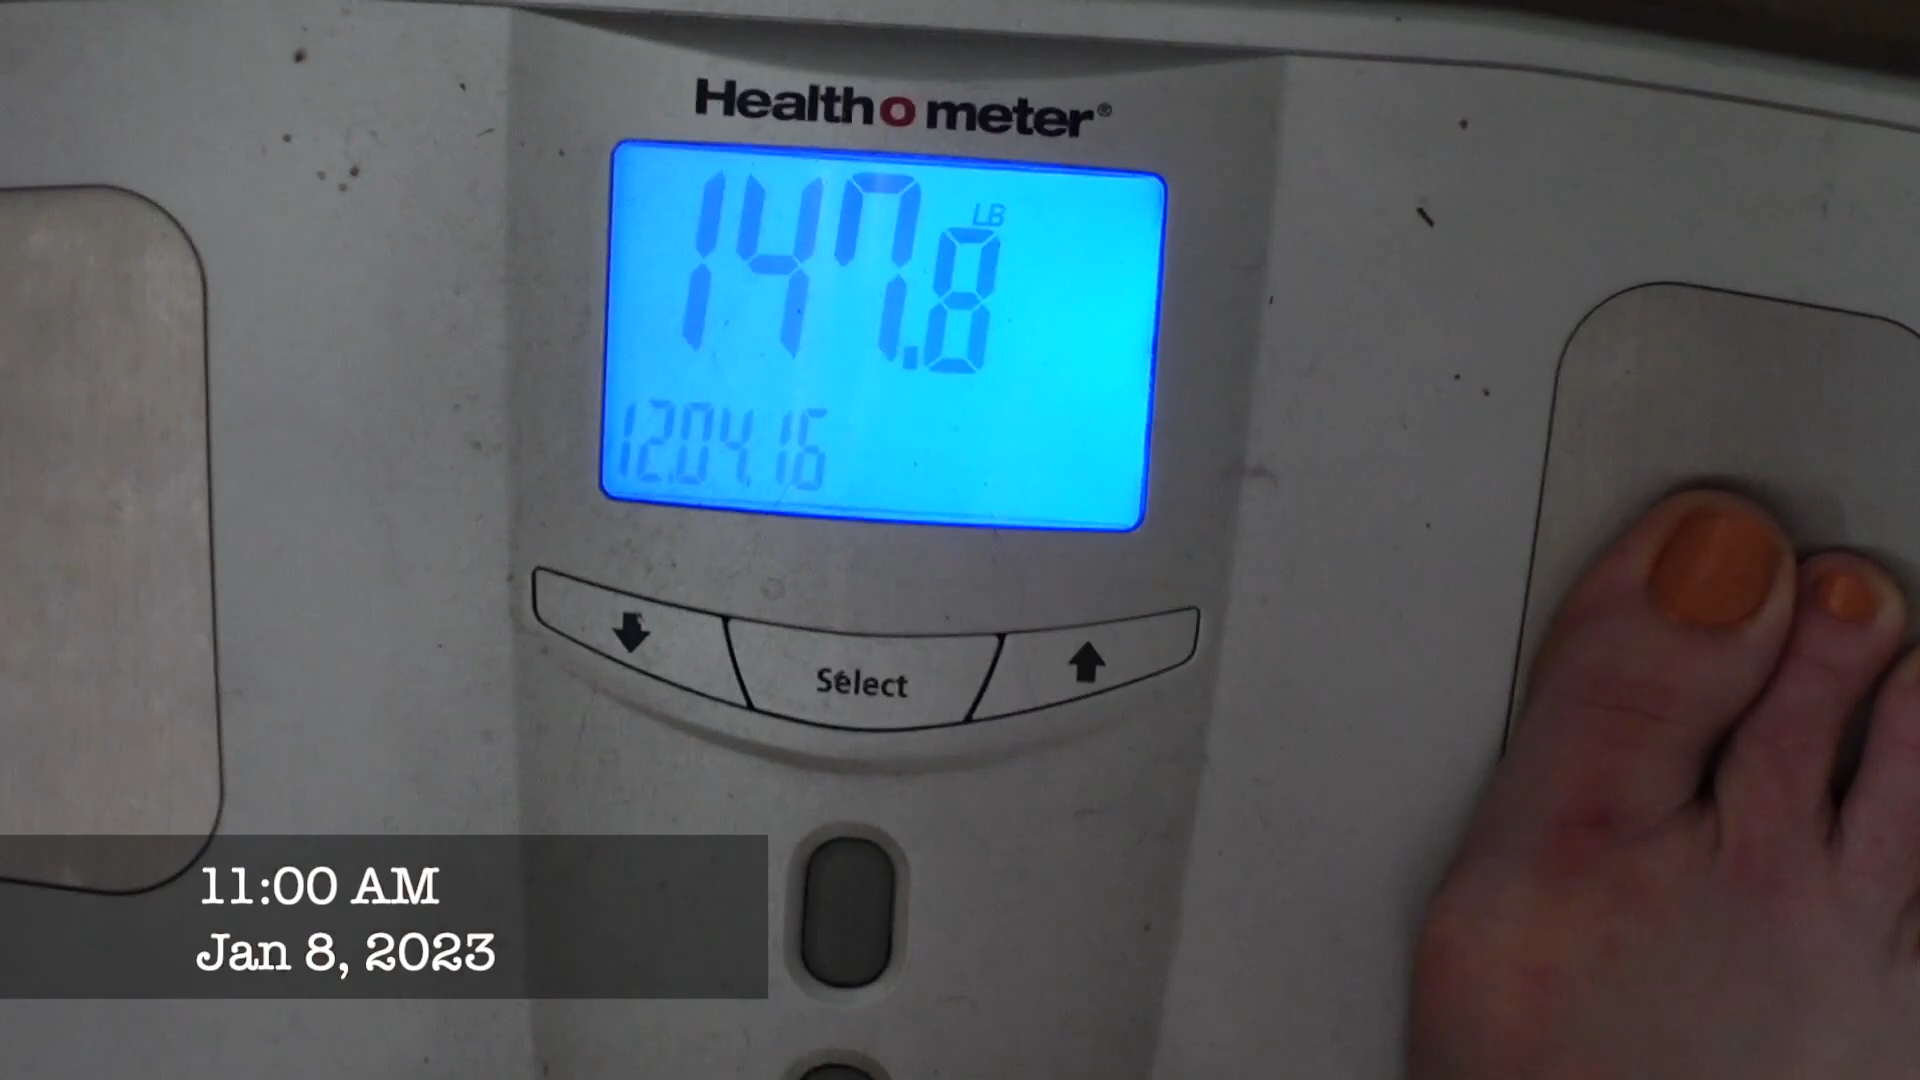 Health o meter®
LB
147.8
12.04.16
Select
11:00 AM
Jan 8, 2023